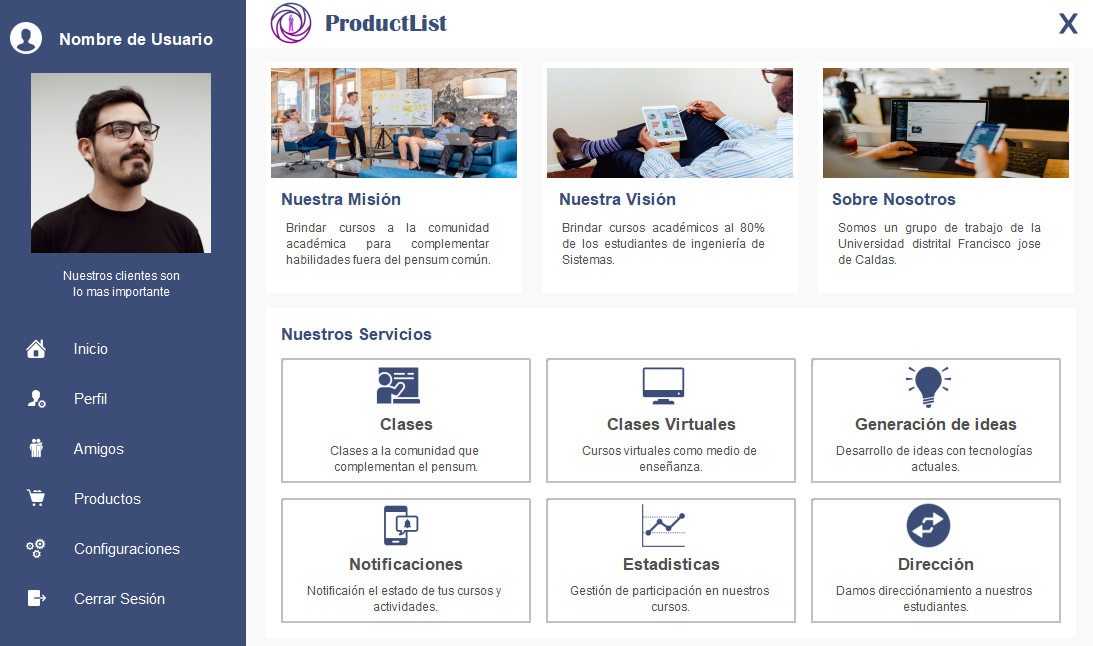 Nombre de Usuario
Nuestros clientes son
lo mas importante
Inicio
Perfil
Amigos
Productos
Configuraciones
Cerrar Sesión
ProductList
X
Nuestra Misión
Brindar cursos a la comunidad
académica para complementar
habilidades fuera del pensum común.
Nuestra Visión
Brindar cursos académicos al 80%
de los estudiantes de ingeniería de
Sistemas.
Sobre Nosotros
Somos un grupo de trabajo de la
Universidad distrital Francisco jose
de Caldas.
Nuestros Servicios
Clases
Clases a la comunidad que
complementan el pensum.
Clases Virtuales
Cursos virtuales como medio de
enseñanza.
Generación de ideas
Desarrollo de ideas con tecnologías
actuales.
Notificaciones
Notificaión el estado de tus cursos y
actividades.
Estadisticas
Gestión de participación en nuestros
cursos.
Dirección
Damos direcciónamiento a nuestros
estudiantes.